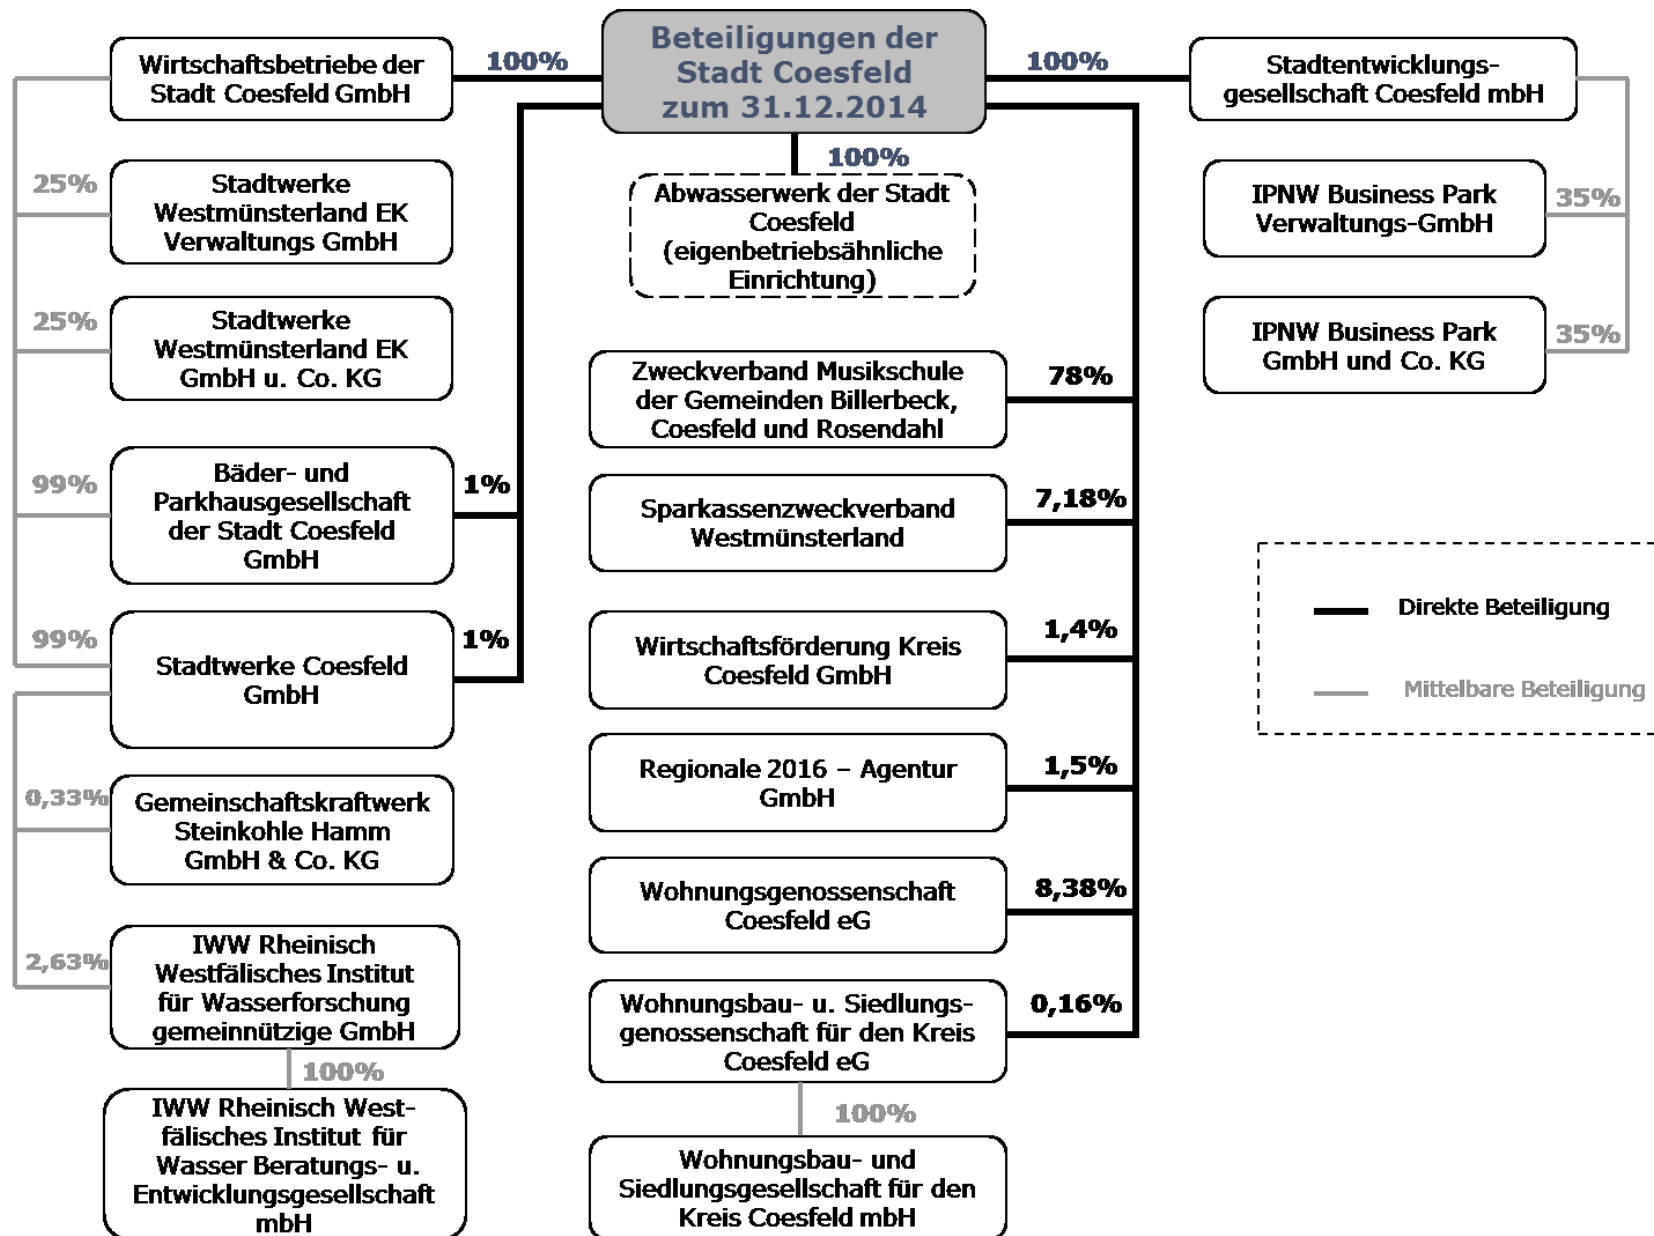 Beteiligungen der
Stadt Coesfeld
zum 31.12.2014
100%
Wirtschaftsbetriebe der
Stadt Coesfeld GmbH
25%
Stadtwerke
Westmünsterland EK
Verwaltungs GmbH
25%
Stadtwerke
Westmünsterland EK
GmbH u. Co. KG
99%
Bäder- und
Parkhausgesellschaft
der Stadt Coesfeld
GmbH
1%
99%
Stadtwerke Coesfeld
GmbH
1%
0,33%
Gemeinschaftskraftwerk
Steinkohle Hamm
GmbH & Co. KG
2,63%
IWW Rheinisch
Westfälisches Institut
für Wasserforschung
gemeinnützige GmbH
100%
IWW Rheinisch West-
fälisches Institut für
Wasser Beratungs- u.
Entwicklungsgesellschaft
mbH
100%
Abwasserwerk der Stadt
Coesfeld
(eigenbetriebsähnliche
Einrichtung)
Zweckverband Musikschule
der Gemeinden Billerbeck,
Coesfeld und Rosendahl
78%
Sparkassenzweckverband
Westmünsterland
7,18%
Wirtschaftsförderung Kreis
Coesfeld GmbH
1,4%
Regionale 2016 – Agentur
GmbH
1,5%
Wohnungsgenossenschaft
Coesfeld eG
8,38%
Wohnungsbau- u. Siedlungs-
genossenschaft für den Kreis
Coesfeld eG
0,16%
100%
Wohnungsbau- und
Siedlungsgesellschaft für den
Kreis Coesfeld mbH
100%
Stadtentwicklungs-
gesellschaft Coesfeld mbH
IPNW Business Park
Verwaltungs-GmbH
35%
IPNW Business Park
GmbH und Co. KG
35%
Direkte Beteiligung
Mittelbare Beteiligung